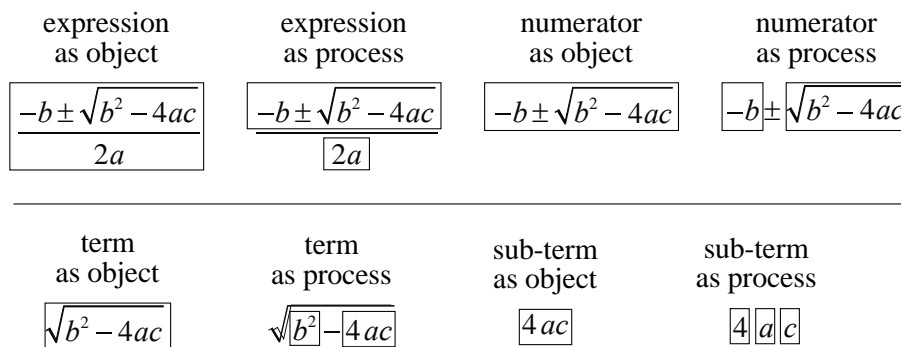 expression expression numerator numerator
as object as process as object as process
−b ± √(b² − 4ac) −b ± √(b² − 4ac) −b ± √(b² − 4ac) −b ± √(b² − 4ac
2a 2a
term term sub-term sub-term
as object as process as object as process
√(b² − 4ac) √(b² − 4ac) 4ac 4 a c